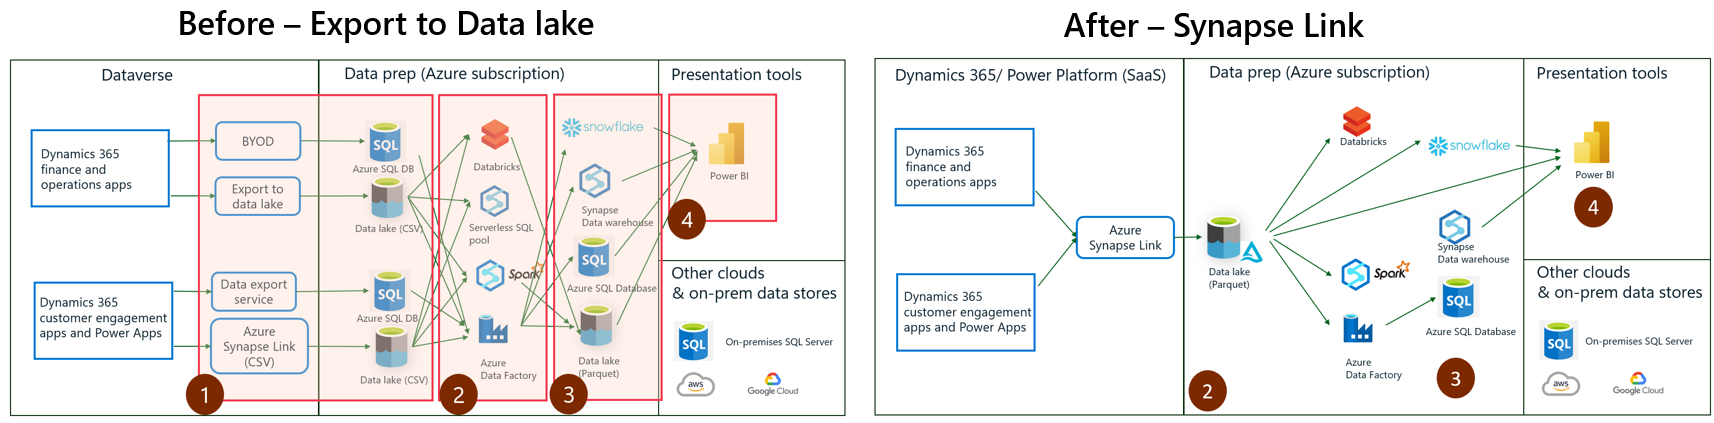 Before – Export to Data lake
Dataverse
Data prep (Azure subscription)
Presentation tools
Dynamics 365
finance and
operations apps
BYOD
Export to
data lake
SQL
Azure SQL DB
Data lake (CSV)
Dynamics 365
customer engagement
apps and Power Apps
Data export
service
Azure
Synapse Link
(CSV)
SQL
Azure SQL DB
Data lake (CSV)
1
Databricks
Serverless SQL
pool
Spark
Azure
Data Factory
2
snowflake
Synapse
Data warehouse
SQL
Azure SQL Database
Data lake
(Parquet)
3
Power BI
4
Other clouds
& on-prem data stores
SQL
On-premises SQL Server
aws
Google Cloud
After – Synapse Link
Dynamics 365/ Power Platform (SaaS)
Data prep (Azure subscription)
Presentation tools
Dynamics 365
finance and
operations apps
Dynamics 365
customer engagement
apps and Power Apps
Azure
Synapse Link
Data lake
(Parquet)
2
Databricks
Spark
Azure
Data Factory
snowflake
Synapse
Data warehouse
SQL
Azure SQL Database
3
Power BI
4
Other clouds
& on-prem data stores
SQL
On-premises SQL Server
aws
Google Cloud